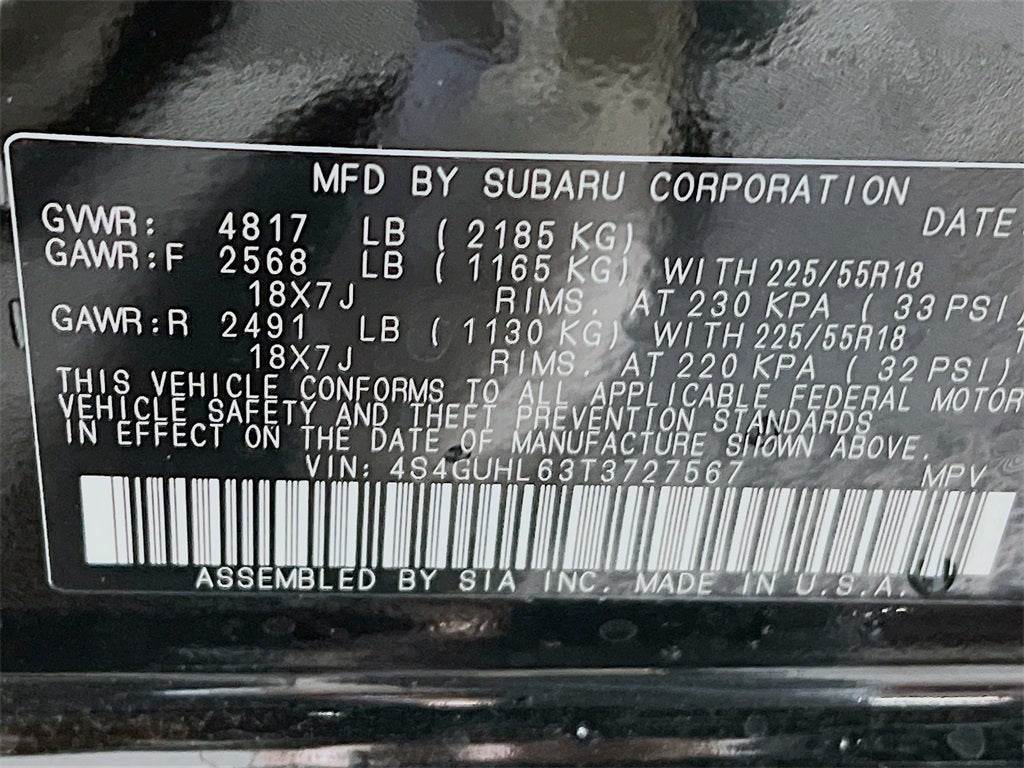 MFD BY SUBARU CORPORATION
DATE
GVWR: 4817 LB ( 2185 KG)
GAWR:F 2568 LB ( 1165 KG) WITH 225/55R18
18X7J RIMS. AT 230 KPA ( 33 PSI)
GAWR:R 2491 LB ( 1130 KG) WITH 225/55R18
18X7J RIMS. AT 220 KPA ( 32 PSI)
THIS VEHICLE CONFORMS TO ALL APPLICABLE FEDERAL MOTOR
VEHICLE SAFETY AND THEFT PREVENTION STANDARDS
IN EFFECT ON THE DATE OF MANUFACTURE SHOWN ABOVE.
VIN: 4S4GUHL63T3727567 MPV
ASSEMBLED BY SIA INC. MADE IN U.S.A.